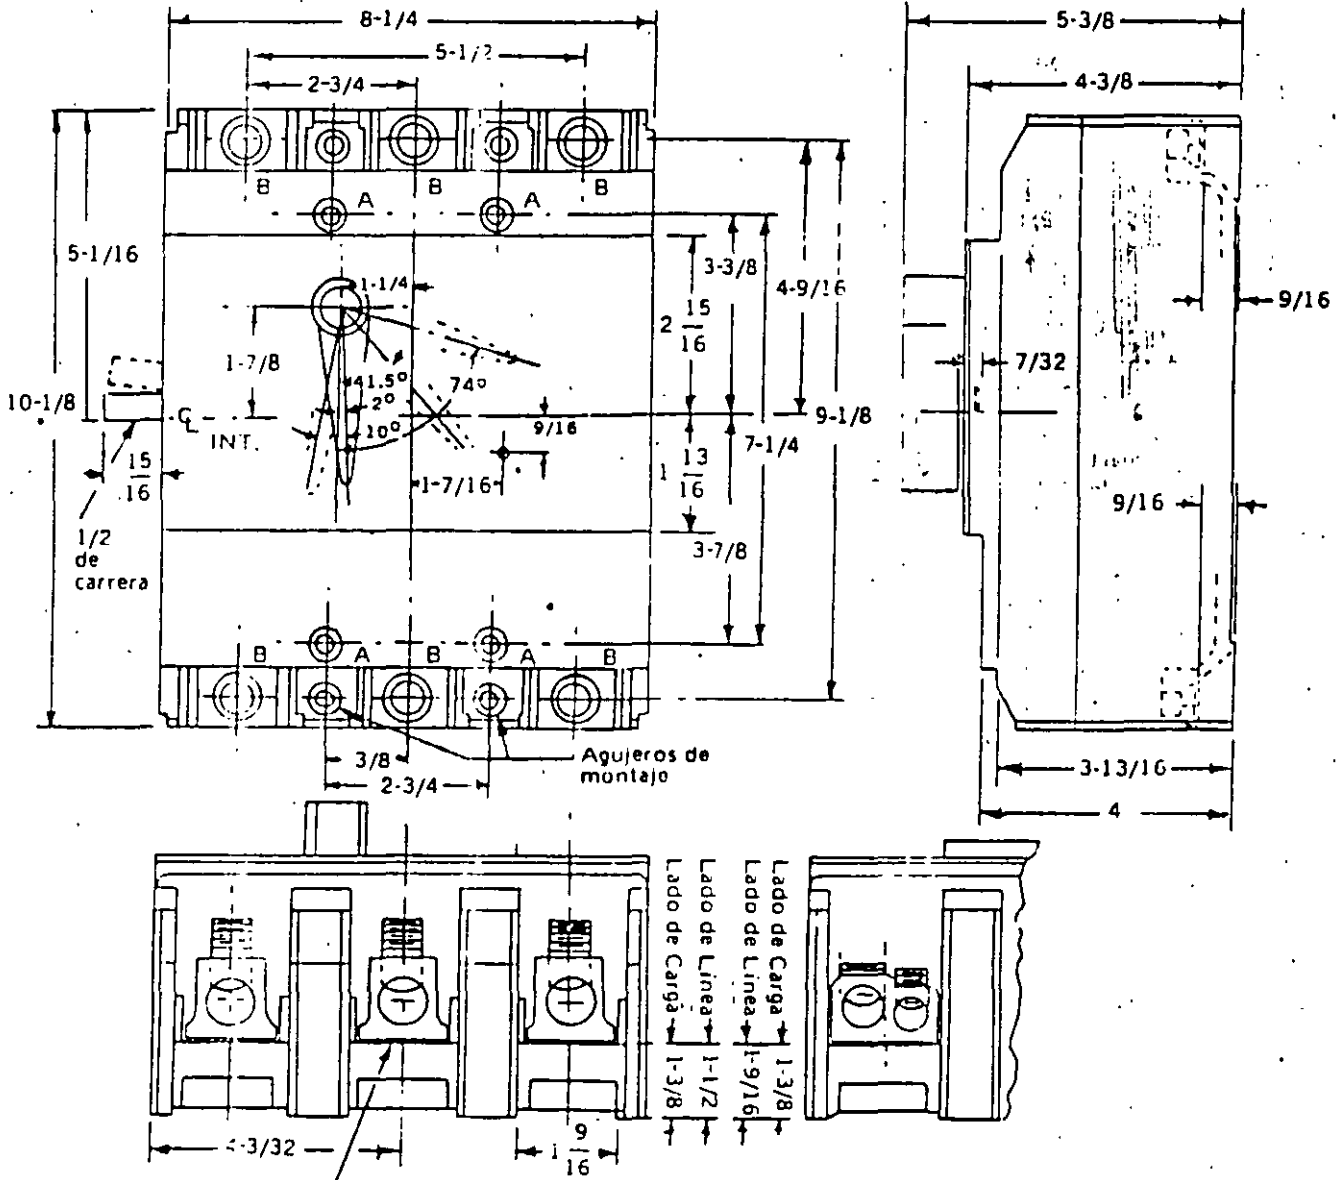 8-1/4
5-1/2
2-3/4
B
B
B
A
A
5-1/16
1-1/4
3-3/8
4-9/16
2 15/16
1-7/8
41.5°
74°
2°
10-1/8
C L
INT.
10°
9/16
9-1/8
7-1/4
15/16
1-7/16
1 13/16
1/2
de
carrera
3-7/8
B
A
B
A
B
3/8
2-3/4
Agujeros de
montajo
5-3/8
4-3/8
9/16
7/32
9/16
3-13/16
4
Lado de Carga 1-3/8
Lado de Línea 1-1/2
Lado de Línea 1-9/16
Lado de Carga 1-3/8
-3/32
1 9/16